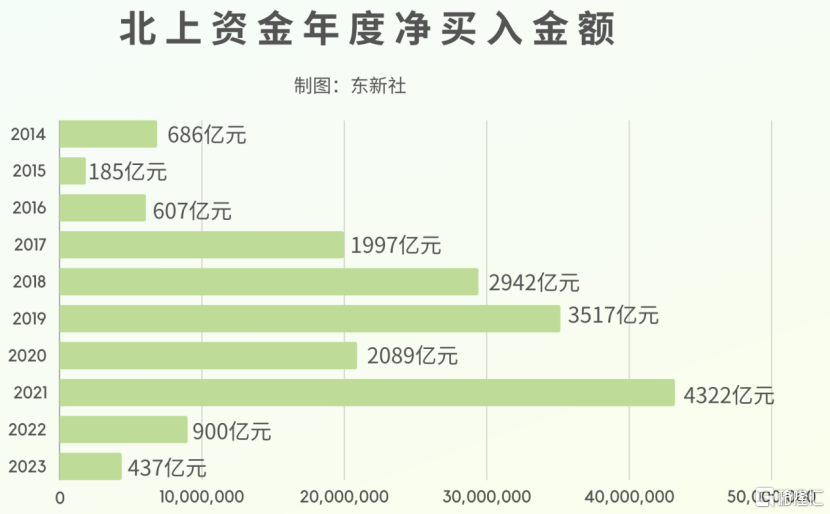 北上资金年度净买入金额
制图：东新社
2014 686亿元
2015 185亿元
2016 607亿元
2017 1997亿元
2018 2942亿元
2019 3517亿元
2020 2089亿元
2021 4322亿元
2022 900亿元
2023 437亿元
0 10,000,000 20,000,000 30,000,000 40,000,000